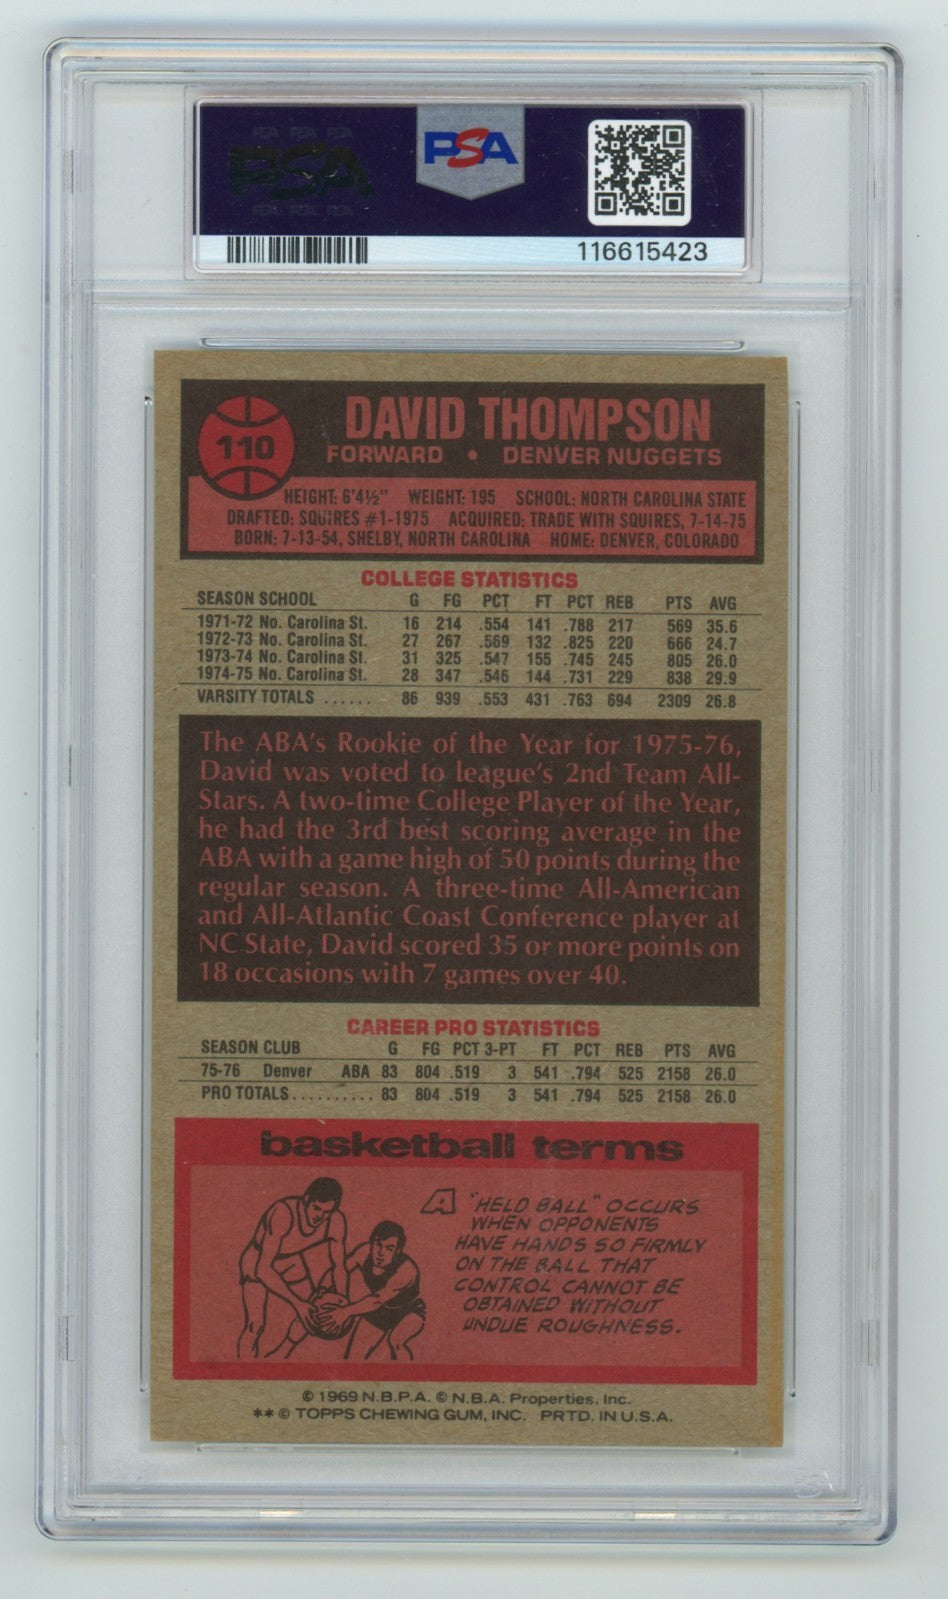 PSA PSA PSA
PSA
PSA PSA PSA
PSA
116615423
110
DAVID THOMPSON
FORWARD • DENVER NUGGETS
HEIGHT: 6'4½" WEIGHT: 195 SCHOOL: NORTH CAROLINA STATE
DRAFTED: SQUIRES #1-1975 ACQUIRED: TRADE WITH SQUIRES, 7-14-75
BORN: 7-13-54, SHELBY, NORTH CAROLINA HOME: DENVER, COLORADO
COLLEGE STATISTICS
SEASON SCHOOL G FG PCT FT PCT REB PTS AVG
1971-72 No. Carolina St. 16 214 .554 141 .788 217 569 35.6
1972-73 No. Carolina St. 27 267 .569 132 .825 220 666 24.7
1973-74 No. Carolina St. 31 325 .547 155 .745 245 805 26.0
1974-75 No. Carolina St. 28 347 .546 144 .731 229 838 29.9
VARSITY TOTALS ...... 86 939 .553 431 .763 694 2309 26.8
The ABA's Rookie of the Year for 1975-76,
David was voted to league's 2nd Team All-
Stars. A two-time College Player of the Year,
he had the 3rd best scoring average in the
ABA with a game high of 50 points during the
regular season. A three-time All-American
and All-Atlantic Coast Conference player at
NC State, David scored 35 or more points on
18 occasions with 7 games over 40.
CAREER PRO STATISTICS
SEASON CLUB G FG PCT 3-PT FT PCT REB PTS AVG
75-76 Denver ABA 83 804 .519 3 541 .794 525 2158 26.0
PRO TOTALS.......... 83 804 .519 3 541 .794 525 2158 26.0
basketball terms
A "HELD BALL" OCCURS
WHEN OPPONENTS
HAVE HANDS SO FIRMLY
ON THE BALL THAT
CONTROL CANNOT BE
OBTAINED WITHOUT
UNDUE ROUGHNESS.
© 1969 N.B.P.A. © N.B.A. Properties, Inc.
** © TOPPS CHEWING GUM, INC. PRTD. IN U.S.A.